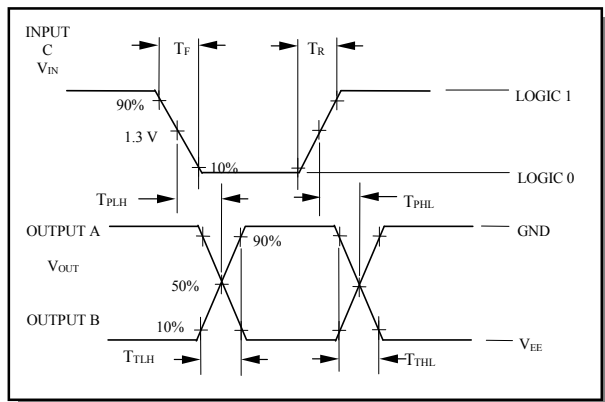 INPUT
C
VIN
TF
TR
90%
LOGIC 1
1.3 V
10%
LOGIC 0
TPLH
TPHL
OUTPUT A
90%
GND
VOUT
50%
OUTPUT B
10%
VEE
TTLH
TTHL